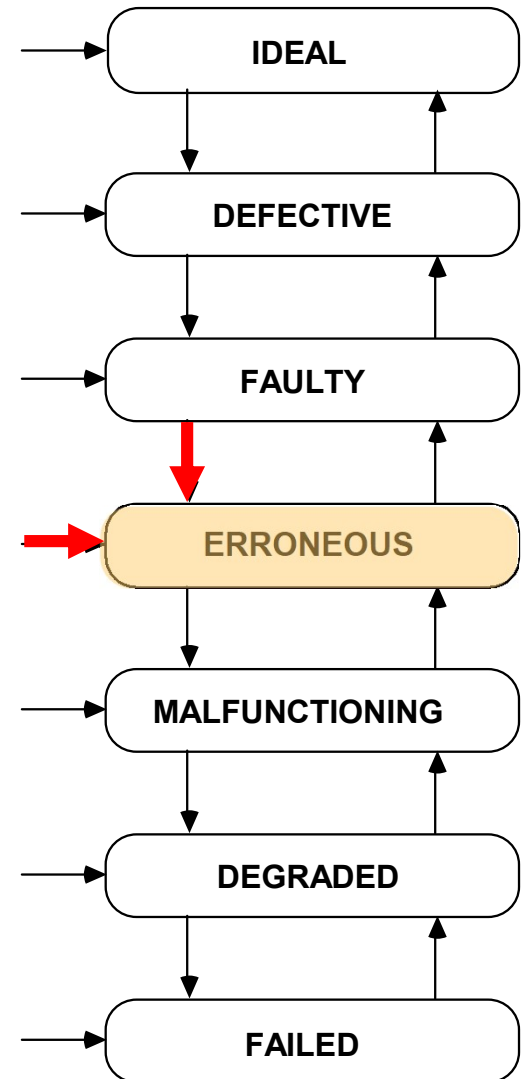 IDEAL
DEFECTIVE
FAULTY
ERRONEOUS
MALFUNCTIONING
DEGRADED
FAILED